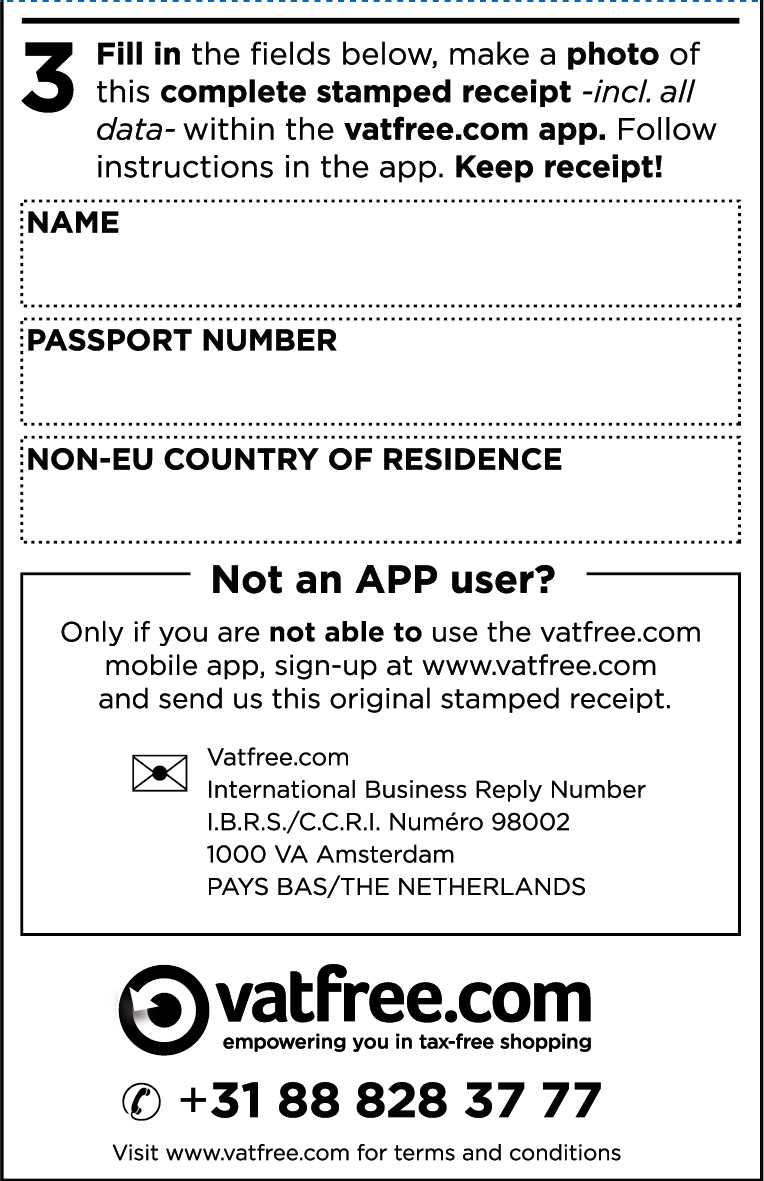 3
Fill in the fields below, make a photo of
this complete stamped receipt -incl. all
data- within the vatfree.com app. Follow
instructions in the app. Keep receipt!
NAME
PASSPORT NUMBER
NON-EU COUNTRY OF RESIDENCE
Not an APP user?
Only if you are not able to use the vatfree.com
mobile app, sign-up at www.vatfree.com
and send us this original stamped receipt.
Vatfree.com
International Business Reply Number
I.B.R.S./C.C.R.I. Numéro 98002
1000 VA Amsterdam
PAYS BAS/THE NETHERLANDS
vatfree.com
empowering you in tax-free shopping
+31 88 828 37 77
Visit www.vatfree.com for terms and conditions